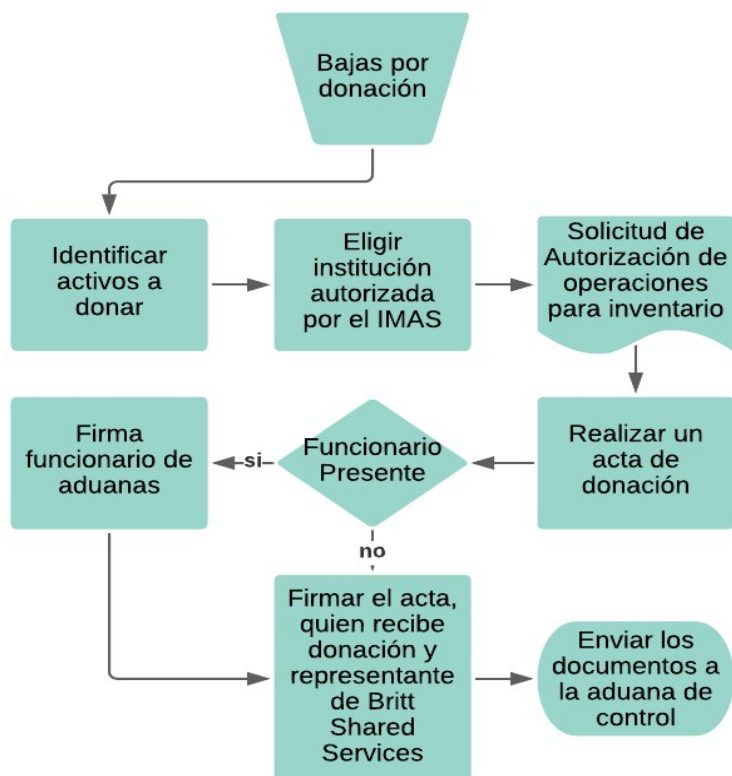 Bajas por
donación
Identificar
activos a
donar
Eligir
institución
autorizada
por el IMAS
Solicitud de
Autorización de
operaciones
para inventario
Realizar un
acta de
donación
Funcionario
Presente
si
Firma
funcionario de
aduanas
no
Firmar el acta,
quien recibe
donación y
representante
de Britt
Shared
Services
Enviar los
documentos a
la aduana de
control